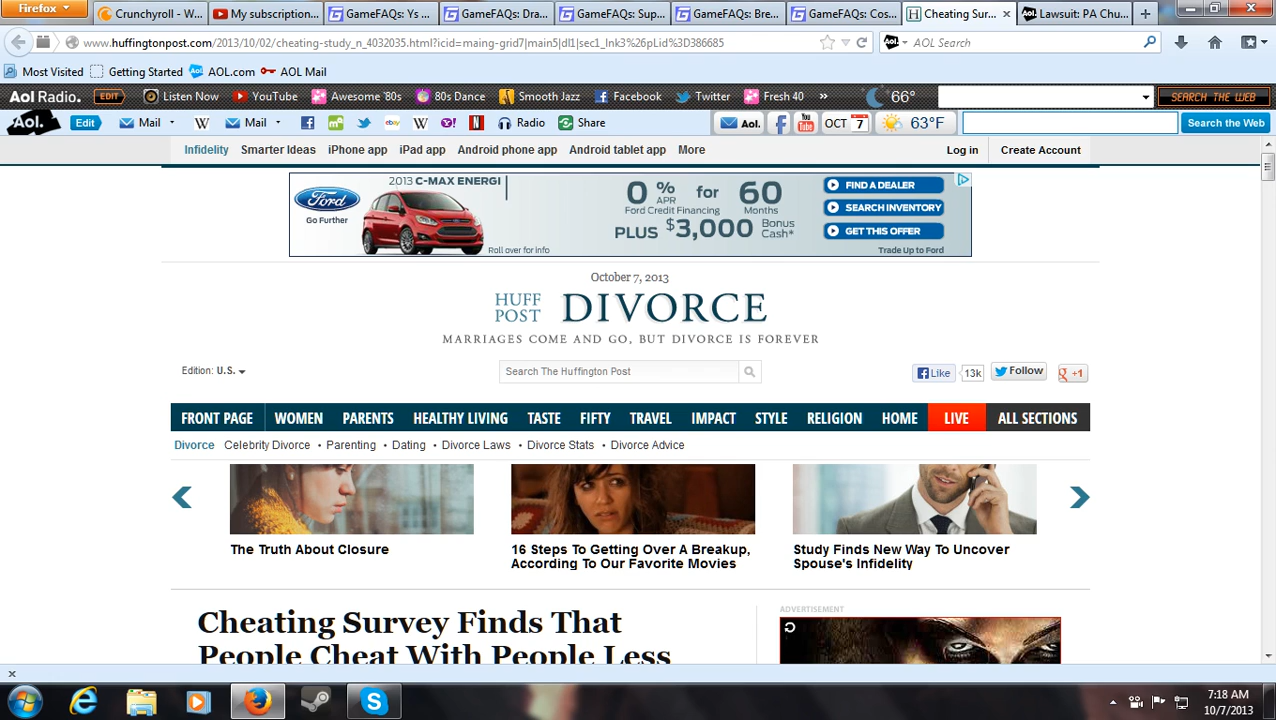 Firefox
Crunchyroll - W...
My subscription...
GameFAQs: Ys ...
GameFAQs: Dra...
GameFAQs: Sup...
GameFAQs: Bre...
GameFAQs: Cos...
Cheating Sur...
Lawsuit: PA Chu...
www.huffingtonpost.com/2013/10/02/cheating-study_n_4032035.html?icid=maing-grid7|main5|dl1|sec1_lnk3%26pLid%3D386685
Aol. AOL Search
Most Visited Getting Started AOL.com AOL Mail
Aol Radio. EDIT Listen Now YouTube Awesome '80s 80s Dance Smooth Jazz Facebook Twitter Fresh 40 » 66° SEARCH THE WEB
Aol. Edit Mail W Mail W Y! N Radio Share Aol. You Tube OCT 7 63°F Search the Web
Infidelity Smarter Ideas iPhone app iPad app Android phone app Android tablet app More Log in Create Account
2013 C-MAX ENERGI
Ford
Go Further
Roll over for info
0 % APR for 60
Ford Credit Financing Months
PLUS $3,000 Bonus Cash*
FIND A DEALER
SEARCH INVENTORY
GET THIS OFFER
Trade Up to Ford
October 7, 2013
HUFF POST DIVORCE
MARRIAGES COME AND GO, BUT DIVORCE IS FOREVER
Edition: U.S. Search The Huffington Post Like 13k Follow +1
FRONT PAGE WOMEN PARENTS HEALTHY LIVING TASTE FIFTY TRAVEL IMPACT STYLE RELIGION HOME LIVE ALL SECTIONS
Divorce Celebrity Divorce • Parenting • Dating • Divorce Laws • Divorce Stats • Divorce Advice
The Truth About Closure
16 Steps To Getting Over A Breakup,
According To Our Favorite Movies
Study Finds New Way To Uncover
Spouse's Infidelity
Cheating Survey Finds That
People Cheat With People Less
ADVERTISEMENT
7:18 AM
10/7/2013